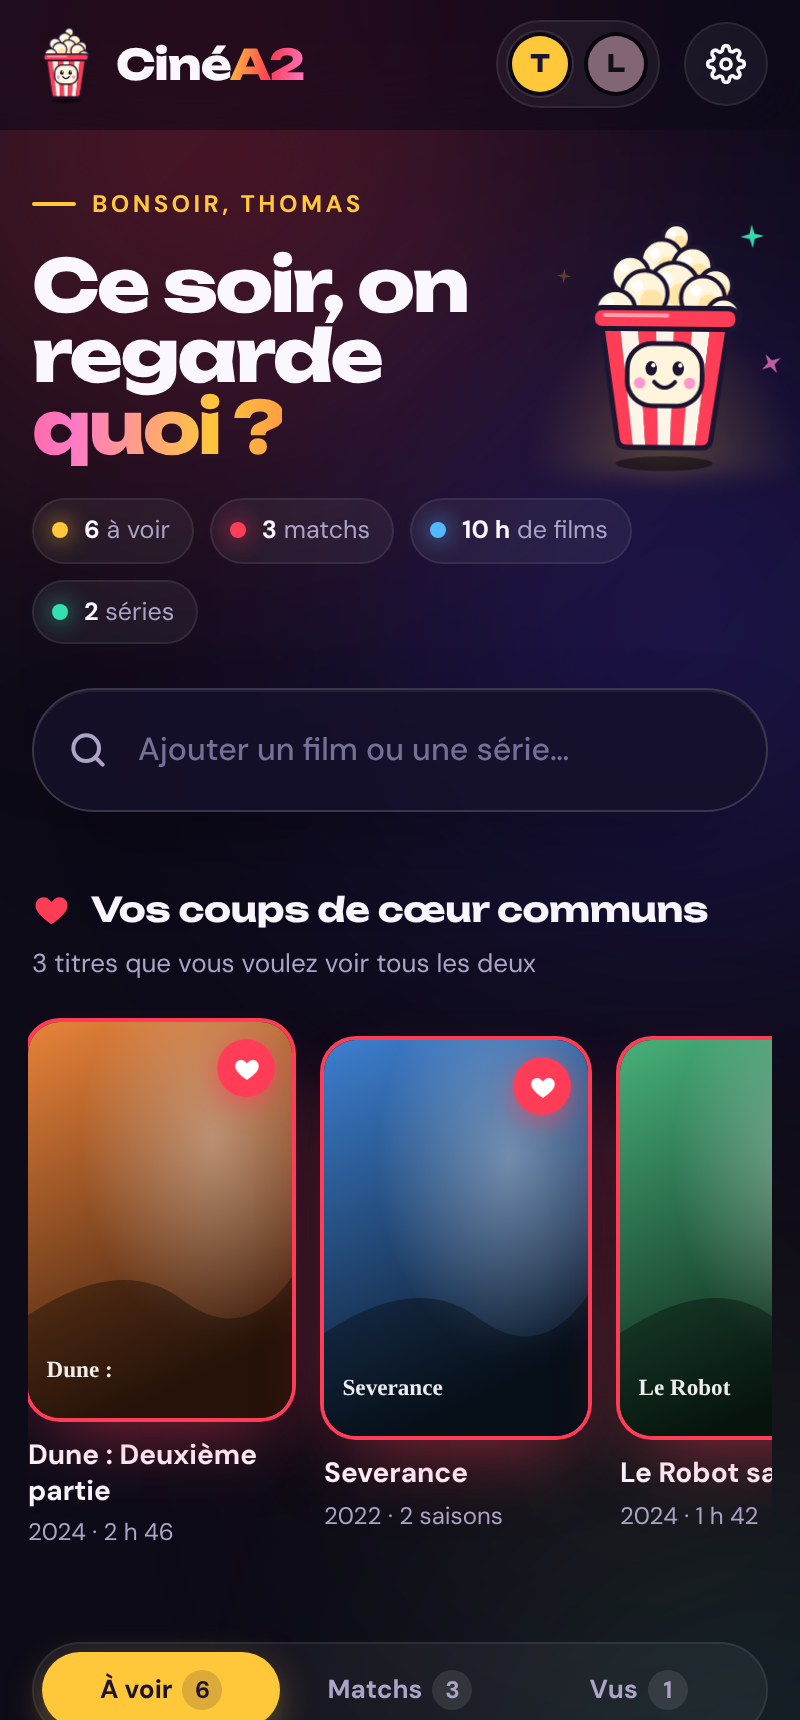 CinéA2
T
L
BONSOIR, THOMAS
Ce soir, on
regarde
quoi ?
6 à voir
3 matchs
10 h de films
2 séries
Ajouter un film ou une série…
Vos coups de cœur communs
3 titres que vous voulez voir tous les deux
Dune :
Severance
Le Robot
Dune : Deuxième
partie
Severance
Le Robot sa
2024 · 2 h 46
2022 · 2 saisons
2024 · 1 h 42
À voir 6
Matchs 3
Vus 1